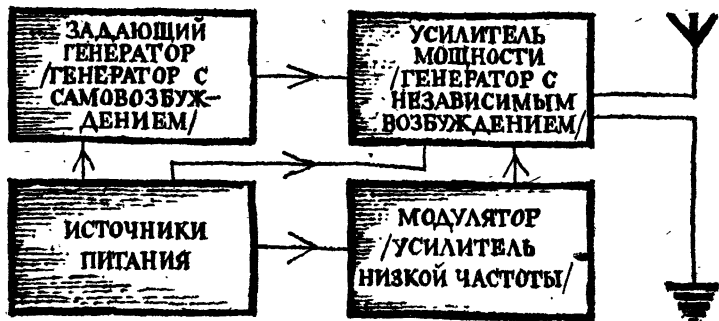 ЗАДАЮЩИЙ
ГЕНЕРАТОР
/ГЕНЕРАТОР С
САМОВОЗБУЖ-
ДЕНИЕМ/
УСИЛИТЕЛЬ
МОЩНОСТИ
/ГЕНЕРАТОР С
НЕЗАВИСИМЫМ
ВОЗБУЖДЕНИЕМ/
ИСТОЧНИКИ
ПИТАНИЯ
МОДУЛЯТОР
/УСИЛИТЕЛЬ
НИЗКОЙ ЧАСТОТЫ/